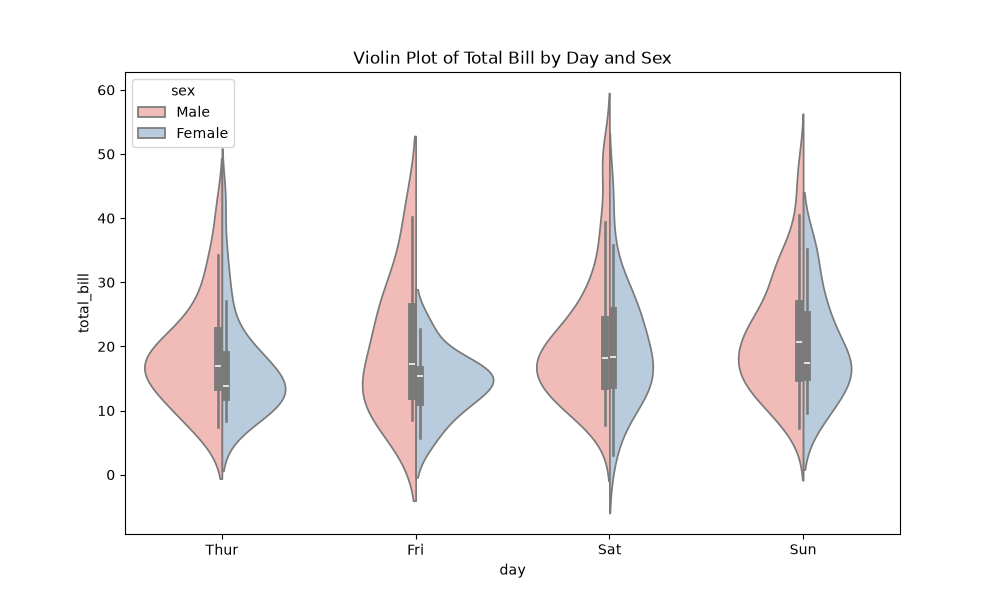 Violin Plot of Total Bill by Day and Sex
sex
Male
Female
60
50
40
30
20
10
0
total_bill
Thur
Fri
Sat
Sun
day